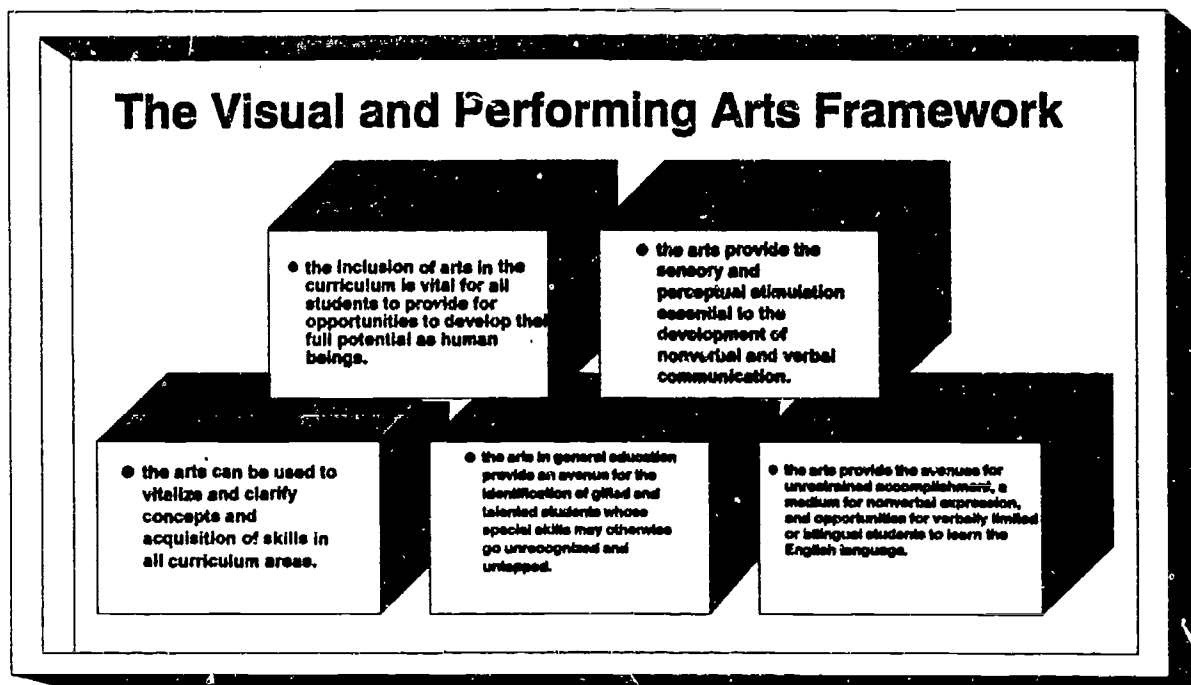 The Visual and Performing Arts Framework
● the inclusion of arts in the
curriculum is vital for all
students to provide for
opportunities to develop thei
full potential as human
beings.
● the arts provide the
sensory and
perceptual stimulation
essential to the
development of
nonverbal and verbal
communication.
● the arts can be used to
vitalize and clarify
concepts and
acquisition of skills in
all curriculum areas.
● the arts in general education
provide an avenue for the
identification of gifted and
talented students whose
special skills may otherwise
go unrecognized and
untapped.
● the arts provide the avenues for
unrestrained accomplishment, a
medium for nonverbal expression,
and opportunities for verbally limited
or bilingual students to learn the
English language.